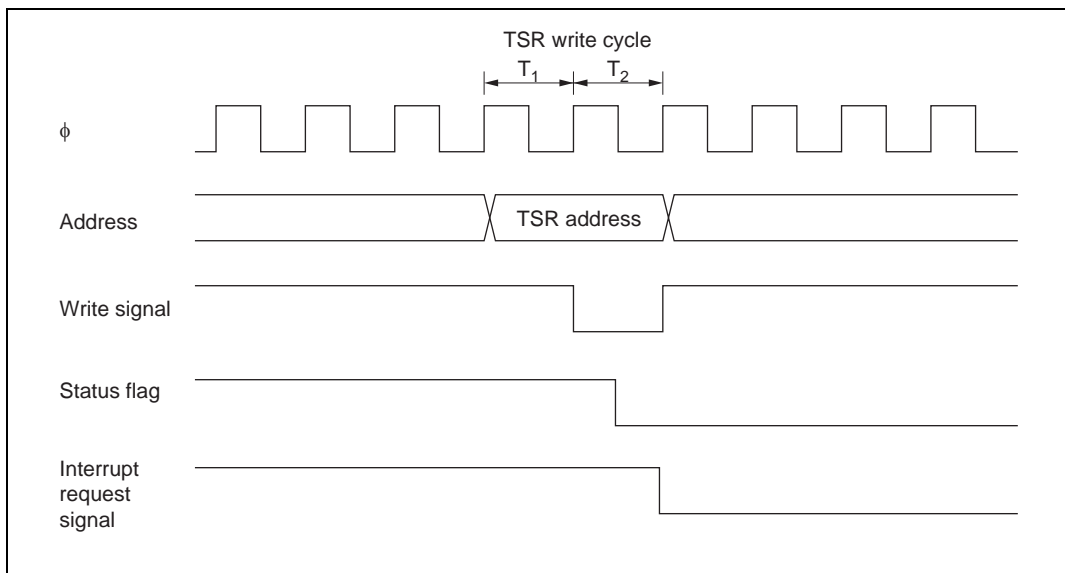 TSR write cycle
T1 T2
ϕ
Address
TSR address
Write signal
Status flag
Interrupt
request
signal